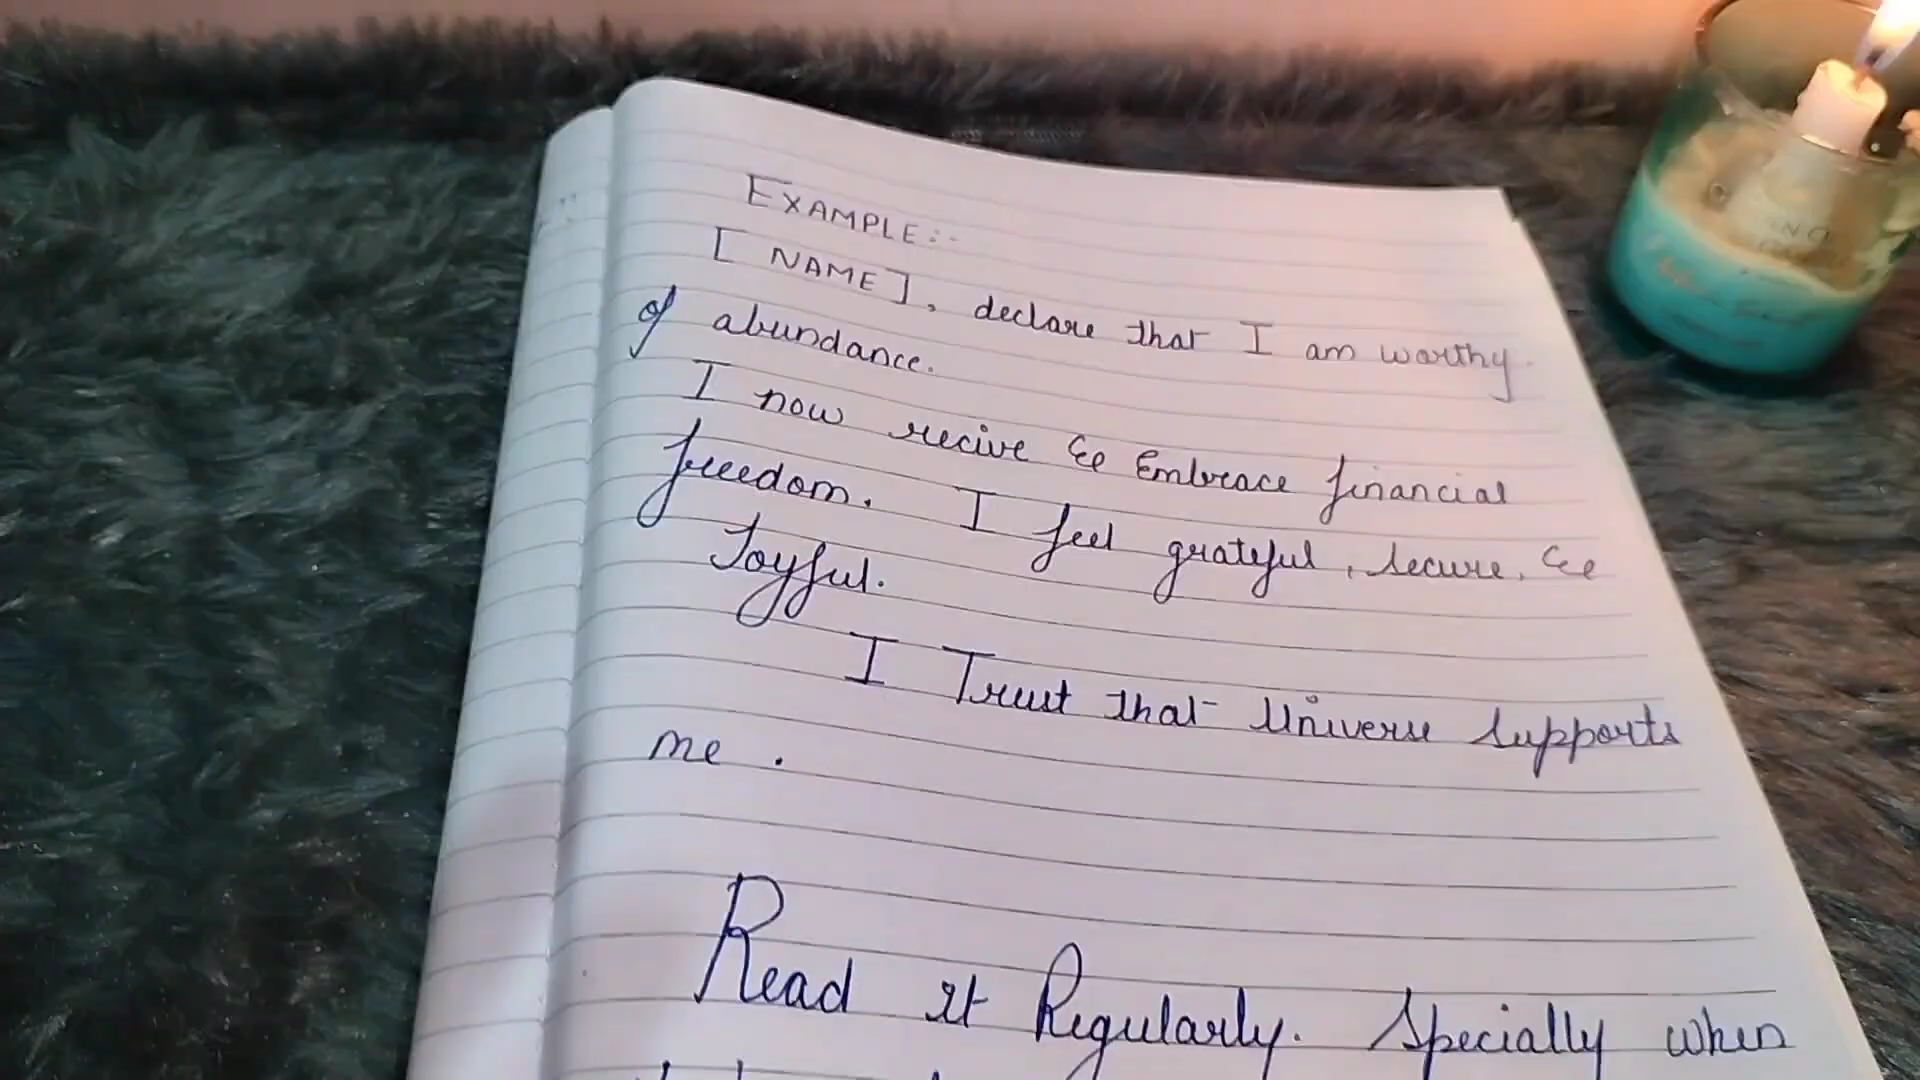 EXAMPLE:-
[ NAME ], declare that I am worthy
of abundance.
I now recive & Embrace financial
freedom. I feel grateful, secure, &
Joyful.
I Trust that Universe Supports
me .
Read it Regularly. Specially when